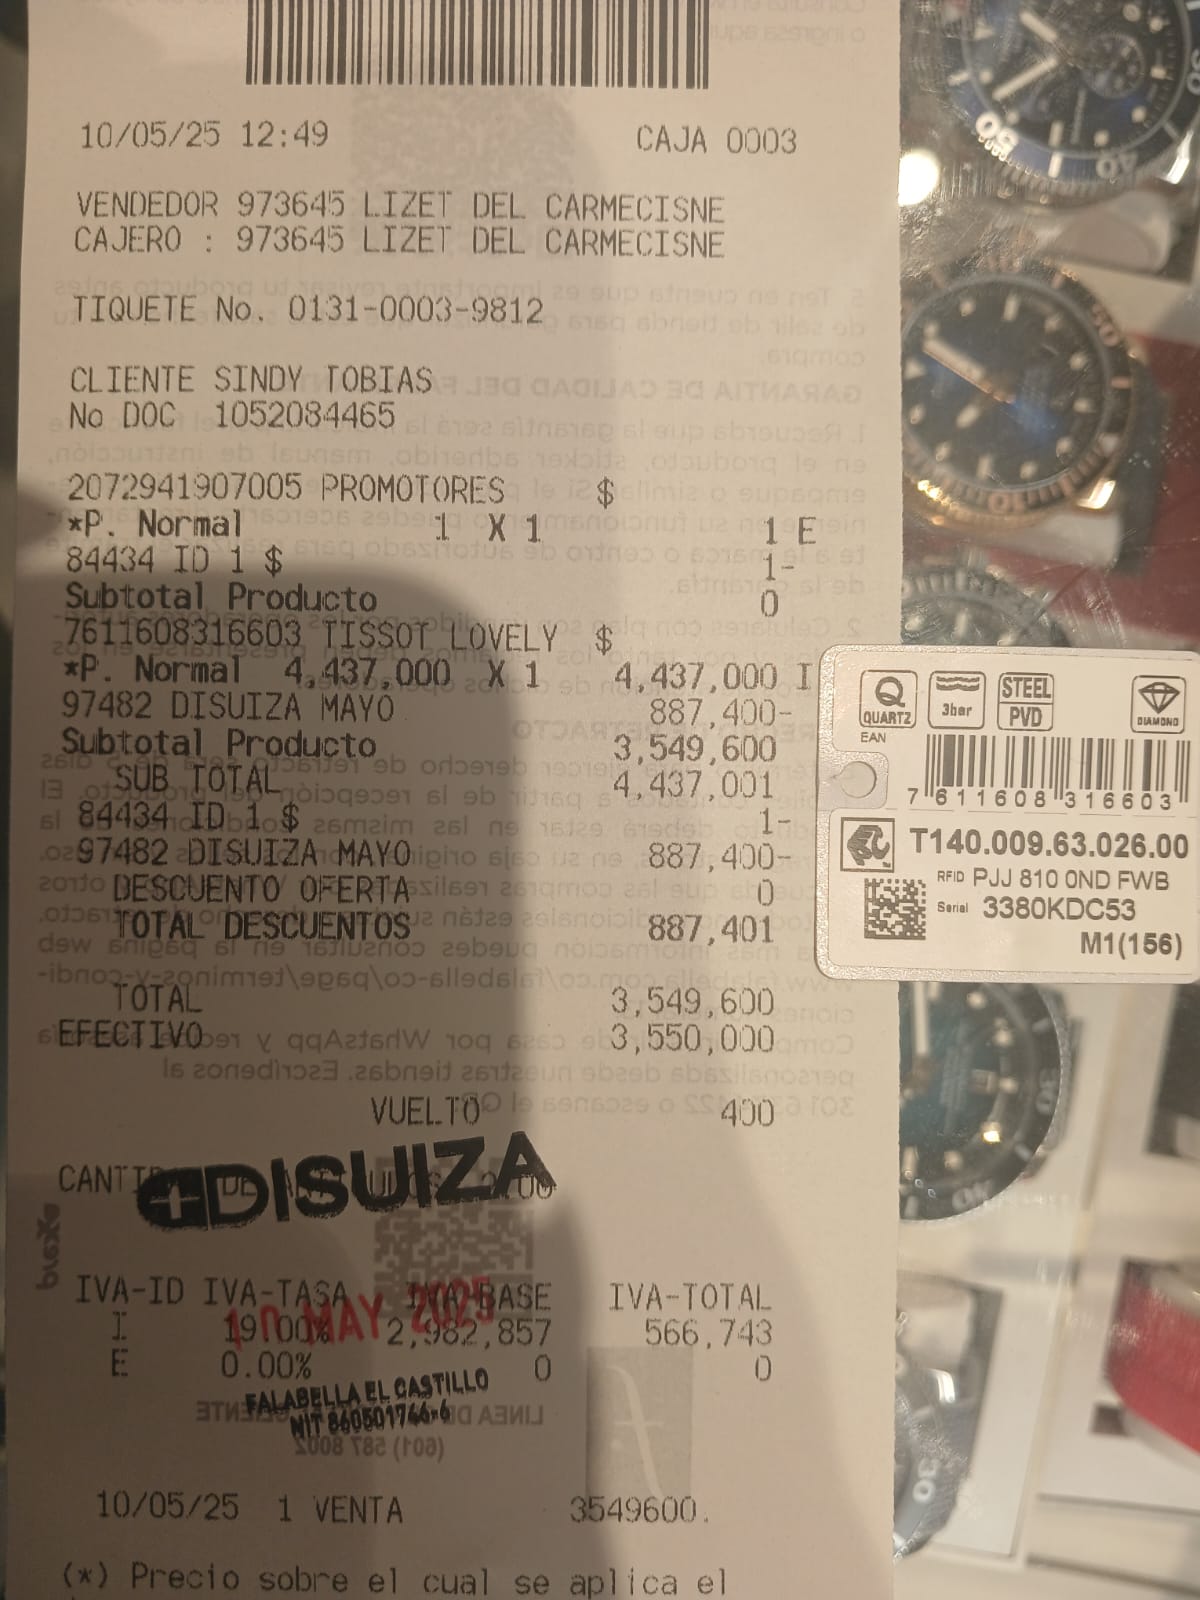 10/05/25 12:49 CAJA 0003
VENDEDOR 973645 LIZET DEL CARMECISNE
CAJERO : 973645 LIZET DEL CARMECISNE
TIQUETE No. 0131-0003-9812
CLIENTE SINDY TOBIAS
No DOC 1052084465
2072941907005 PROMOTORES $
*P. Normal 1 X 1 1 E
84434 ID 1 $ 1-
Subtotal Producto 0
7611608316603 TISSOT LOVELY $
*P. Normal 4,437,000 X 1 4,437,000 I
97482 DISUIZA MAYO 887,400-
Subtotal Producto 3,549,600
SUB TOTAL 4,437,001
84434 ID 1 $ 1-
97482 DISUIZA MAYO 887,400-
DESCUENTO OFERTA 0
TOTAL DESCUENTOS 887,401
TOTAL 3,549,600
EFECTIVO 3,550,000
VUELTO 400
DISUIZA
IVA-ID IVA-TASA IVA-BASE IVA-TOTAL
10 MAY 2025
I 19.00% 2,982,857 566,743
E 0.00% 0 0
FALABELLA EL CASTILLO
NIT 860501766-6
10/05/25 1 VENTA 3549600.
(*) Precio sobre el cual se aplica el
Q
QUARTZ
3bar
STEEL
PVD
DIAMOND
EAN
7 611608 316603
T140.009.63.026.00
RFID PJJ 810 0ND FWB
Serial 3380KDC53
M1(156)